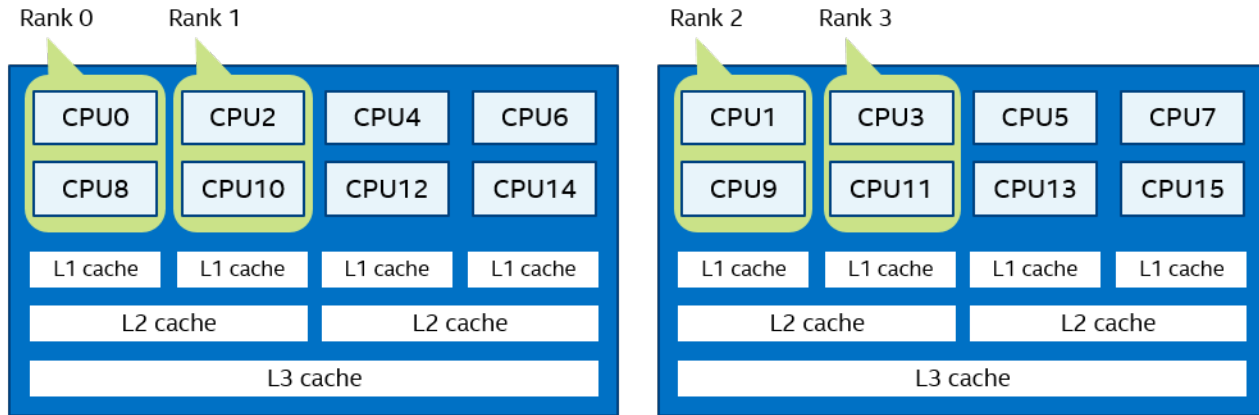 Rank 0 Rank 1 Rank 2 Rank 3
CPU0 CPU2 CPU4 CPU6 CPU1 CPU3 CPU5 CPU7
CPU8 CPU10 CPU12 CPU14 CPU9 CPU11 CPU13 CPU15
L1 cache L1 cache L1 cache L1 cache L1 cache L1 cache L1 cache L1 cache
L2 cache L2 cache L2 cache L2 cache
L3 cache L3 cache